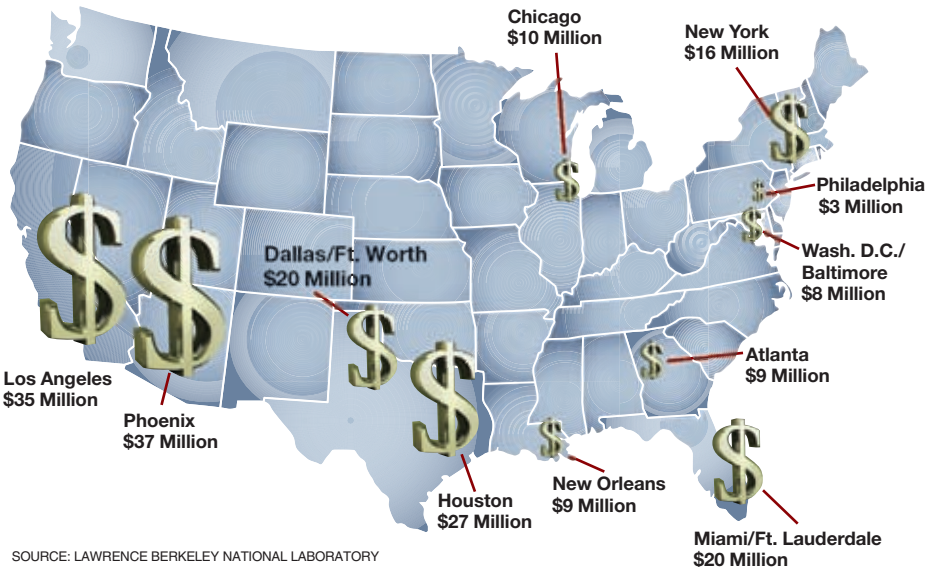 Chicago
$10 Million
New York
$16 Million
Philadelphia
$3 Million
Wash. D.C./
Baltimore
$8 Million
Dallas/Ft. Worth
$20 Million
Atlanta
$9 Million
Los Angeles
$35 Million
Phoenix
$37 Million
Houston
$27 Million
New Orleans
$9 Million
Miami/Ft. Lauderdale
$20 Million
SOURCE: LAWRENCE BERKELEY NATIONAL LABORATORY